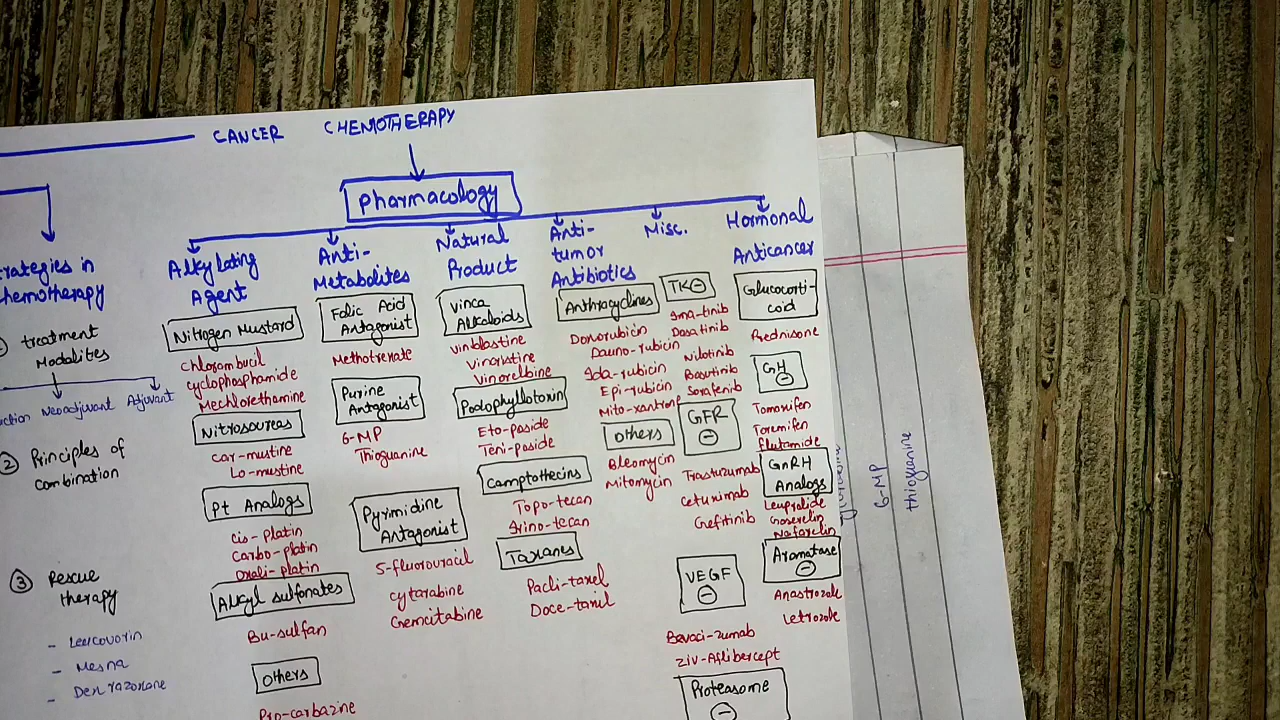 CANCER CHEMOTHERAPY
Pharmacology
trategies in
hemotherapy
treatment
Modalites
uction Neoadjuvant Adjuvant
② Principles of
combination
③ Rescue
therapy
- Leucovorin
- Mesna
- Dexrazoxane
Alkylating
Agent
Nitrogen Mustard
Chlorambucil
cyclophosphamide
Mechlorethamine
Nitrosoureas
car-mustine
Lo-mustine
Pt Analogs
cis-platin
Carbo-platin
Oxali-platin
Alkyl sulfonates
Bu-sulfan
Others
Pro-carbazine
Anti-
Metabolites
Folic Acid
Antagonist
Methotrexate
Purine
Antagonist
6-MP
Thioguanine
Pyrimidine
Antagonist
5-fluorouracil
cytarabine
Gemcitabine
Natural
Product
Vinca
Alkaloids
vinblastine
vincristine
Vinorelbine
Podophyllotoxin
Eto-poside
Teni-poside
Camptothecins
Topo-tecan
Irino-tecan
Taxanes
Pacli-taxel
Doce-taxil
Anti-
tumor
Antibiotics
Anthracyclines
Doxorubicin
Dauno-rubicin
Ida-rubicin
Epi-rubicin
Mito-xantrone
Others
Bleomycin
Mitomycin
Misc.
TK⊖
Ima-tinib
Dasatinib
Nilotinib
Bosutinib
Sorafenib
GFR
⊖
Trastuzumab
Cetuximab
Gefitinib
VEGF
⊖
Bevaci-zumab
Ziv-Aflibercept
Proteasome
⊖
Hormonal
Anticancer
Glucocorti-
coid
Prednisone
GH
⊖
Tamoxifen
Toremifen
flutamide
GnRH
Analogs
Leuprolide
Goserelin
Nafarelin
Aromatase
⊖
Anastrozole
Letrozole
6-MP
thioguanine